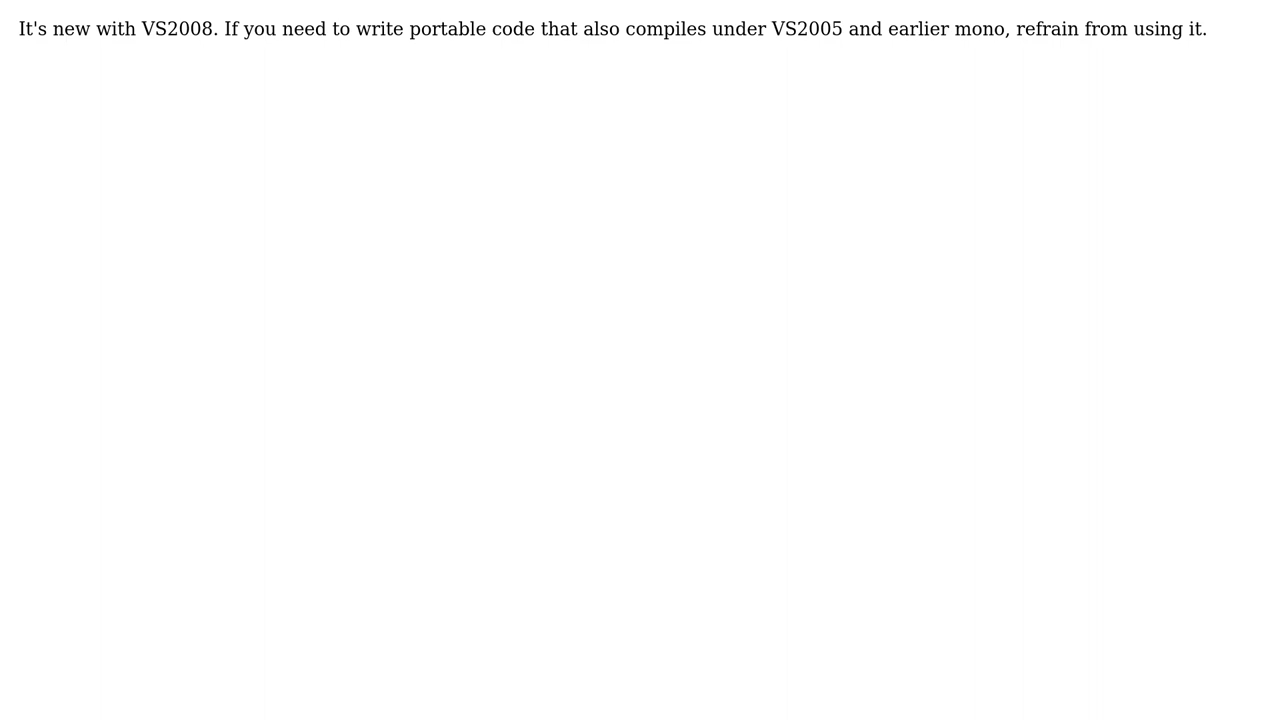 It's new with VS2008. If you need to write portable code that also compiles under VS2005 and earlier mono, refrain from using it.